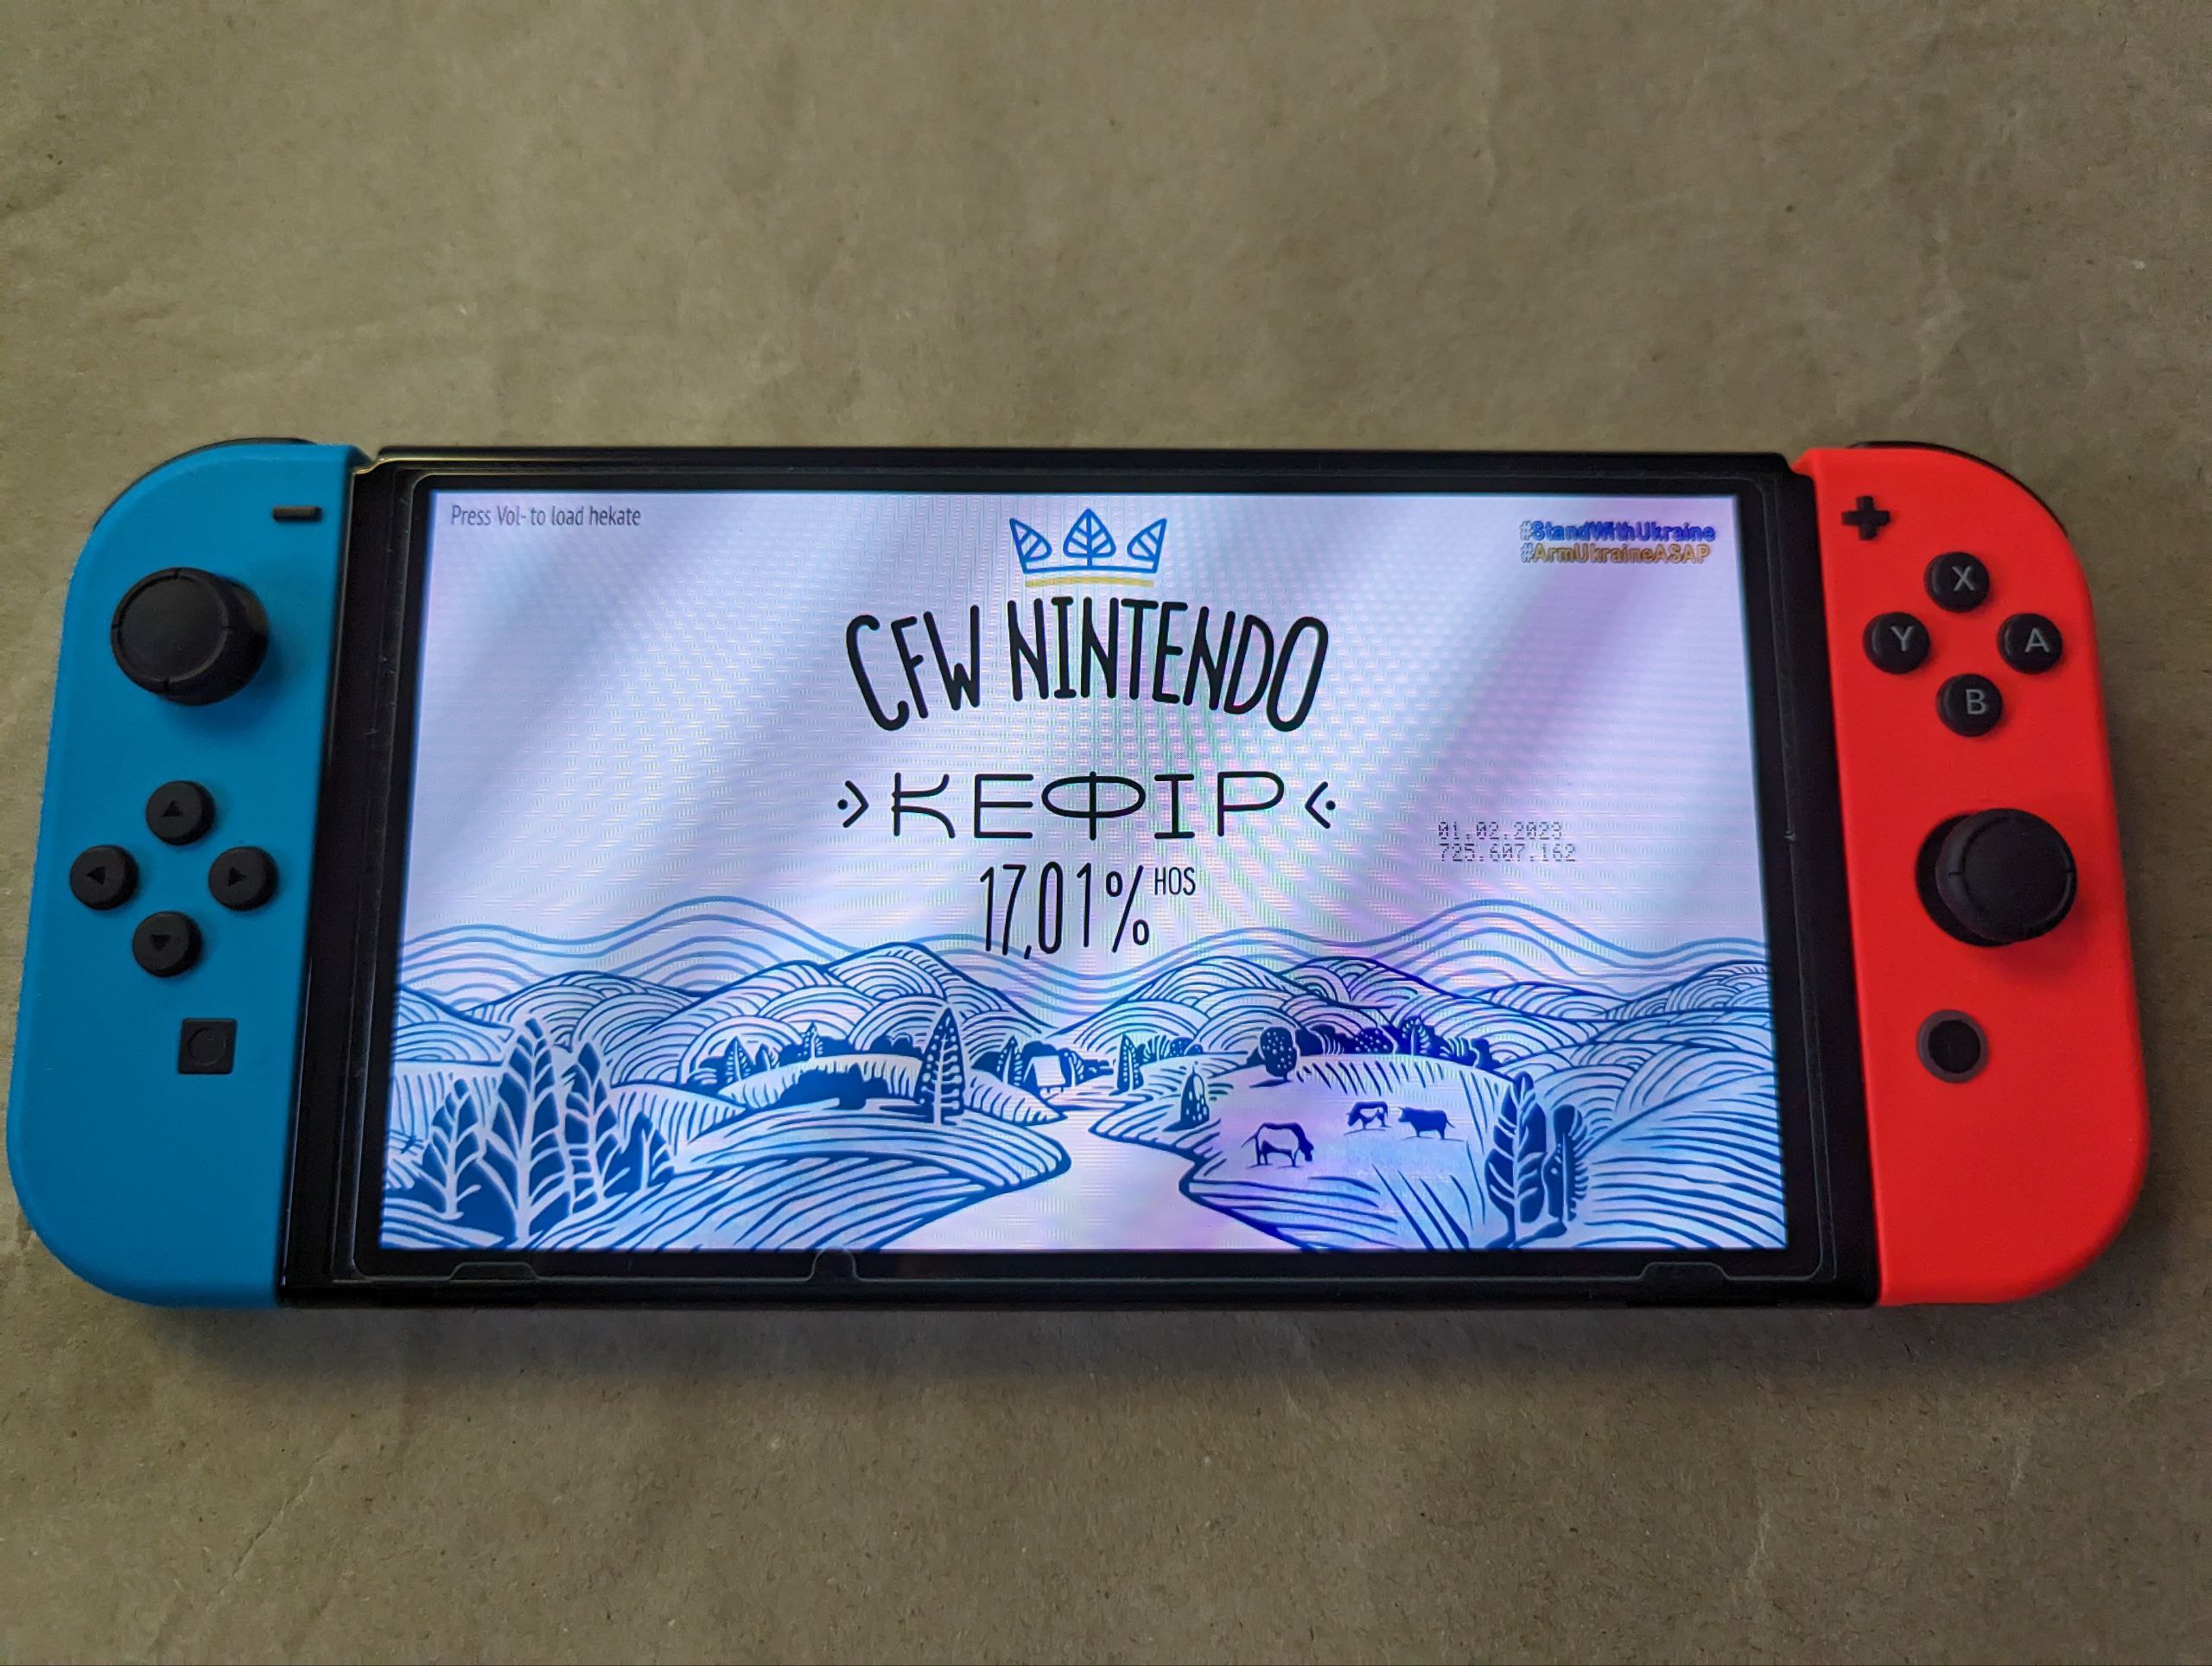 Press Vol- to load hekate
#StandWithUkraine
#ArmUkraineASAP
CFW NINTENDO
КЕФІР
17,01% HOS
01.02.2023
725.607.162
X
Y
A
B